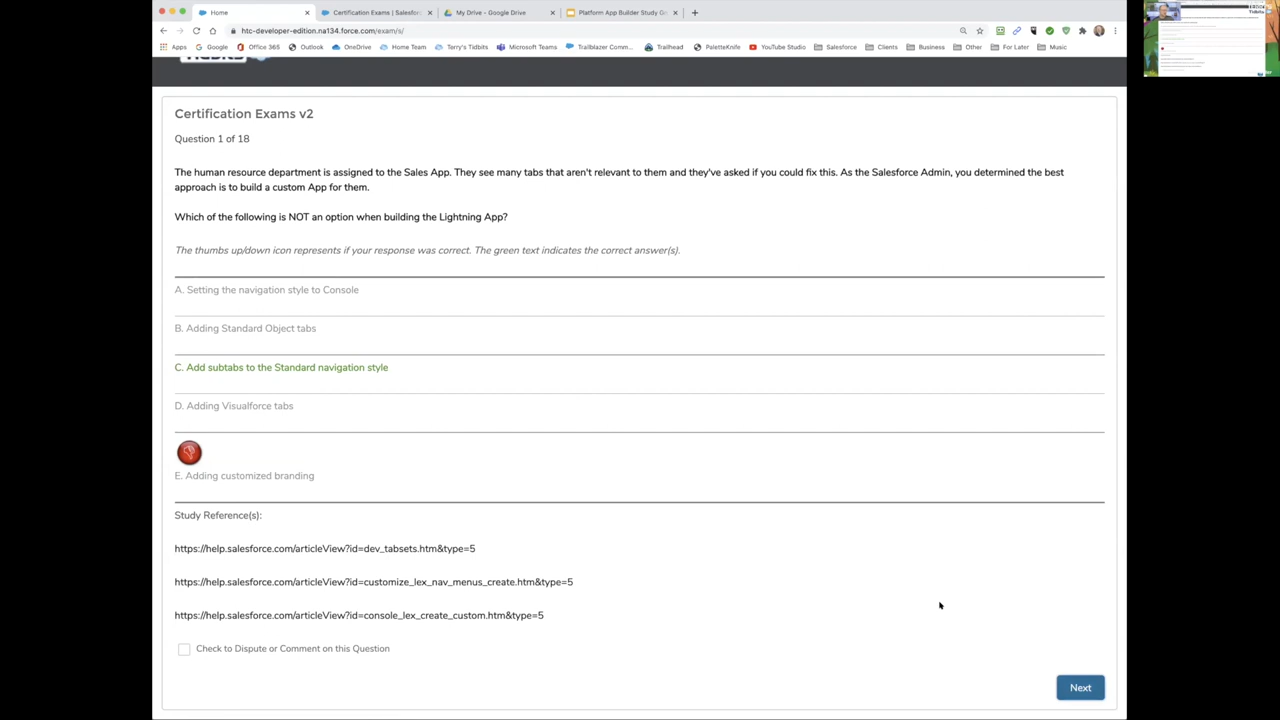 Home
Certification Exams | Salesforc
My Drive - Google Drive
Platform App Builder Study G
htc-developer-edition.na134.force.com/exam/s/
Apps Google Office 365 Outlook OneDrive Home Team Terry's Tidbits Microsoft Teams Trailblazer Comm... Trailhead PaletteKnife YouTube Studio Salesforce Clients Business Other For Later Music
Certification Exams v2
Question 1 of 18
The human resource department is assigned to the Sales App. They see many tabs that aren't relevant to them and they've asked if you could fix this. As the Salesforce Admin, you determined the best
approach is to build a custom App for them.
Which of the following is NOT an option when building the Lightning App?
The thumbs up/down icon represents if your response was correct. The green text indicates the correct answer(s).
A. Setting the navigation style to Console
B. Adding Standard Object tabs
C. Add subtabs to the Standard navigation style
D. Adding Visualforce tabs
E. Adding customized branding
Study Reference(s):
https://help.salesforce.com/articleView?id=dev_tabsets.htm&type=5
https://help.salesforce.com/articleView?id=customize_lex_nav_menus_create.htm&type=5
https://help.salesforce.com/articleView?id=console_lex_create_custom.htm&type=5
Check to Dispute or Comment on this Question
Next